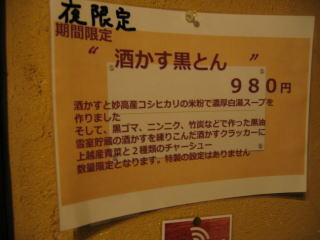 夜限定
期間限定
“酒かす黒とん”
９８０円
酒かすと妙高産コシヒカリの米粉で濃厚白湯スープを
作りました
そして、黒ゴマ、ニンニク、竹炭などで作った黒油
雪室貯蔵の酒かすを練りこんだ酒かすクラッカーに
上越産青菜と２種類のチャーシュー
数量限定となります。特製の設定はありません